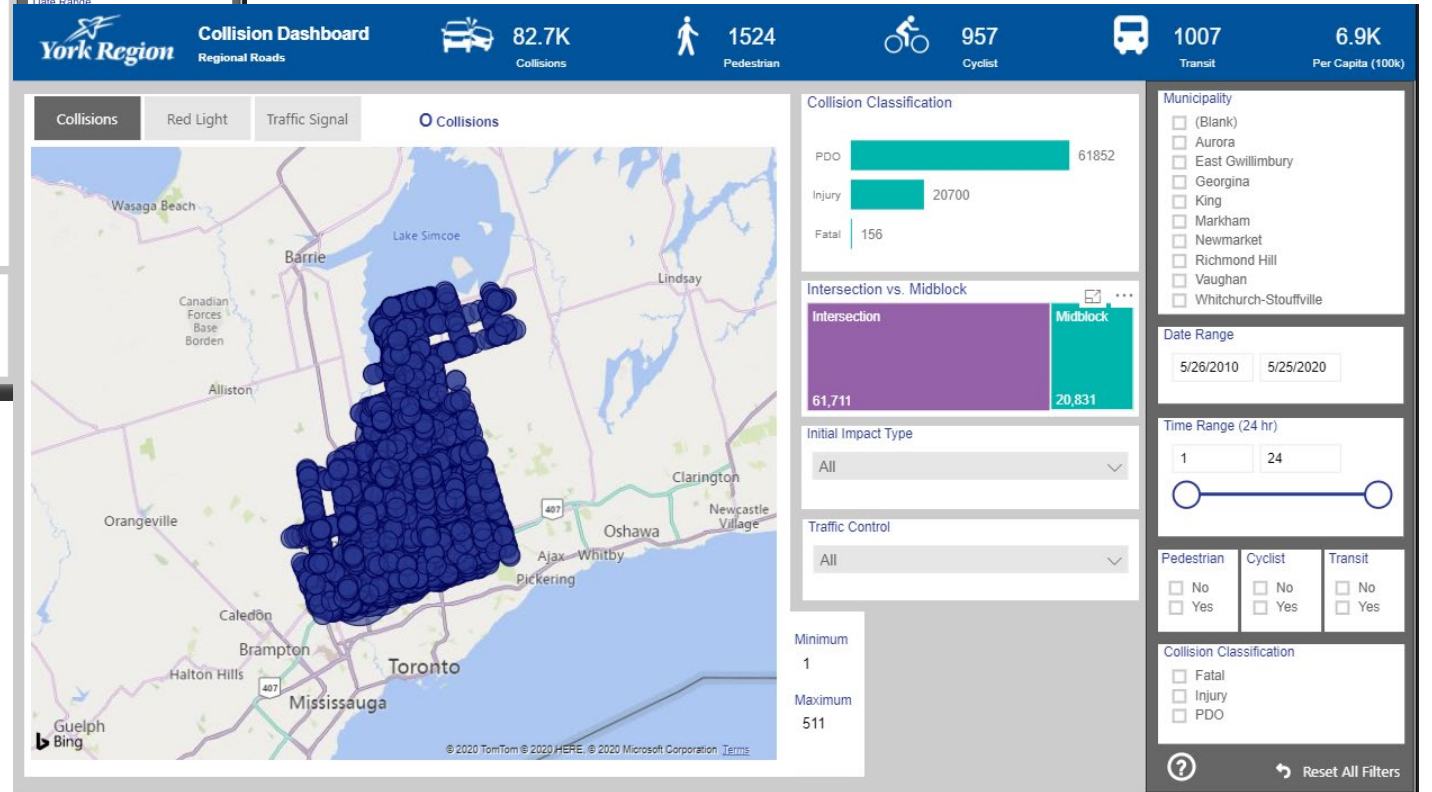 Date Range
York Region
Collision Dashboard
Regional Roads
82.7K
Collisions
1524
Pedestrian
957
Cyclist
1007
Transit
6.9K
Per Capita (100k)
Collisions
Red Light
Traffic Signal
O Collisions
Wasaga Beach
Barrie
Lake Simcoe
Lindsay
Canadian
Forces
Base
Borden
Alliston
Orangeville
Clarington
407
Newcastle
Village
Oshawa
Ajax
Whitby
Pickering
Caledon
Brampton
Halton Hills
407
Toronto
Mississauga
Guelph
Bing
© 2020 TomTom © 2020 HERE, © 2020 Microsoft Corporation Terms
Minimum
1
Maximum
511
Collision Classification
PDO
61852
Injury
20700
Fatal
156
Intersection vs. Midblock
Intersection
61,711
Midblock
20,831
Initial Impact Type
All
Traffic Control
All
Municipality
(Blank)
Aurora
East Gwillimbury
Georgina
King
Markham
Newmarket
Richmond Hill
Vaughan
Whitchurch-Stouffville
Date Range
5/26/2010
5/25/2020
Time Range (24 hr)
1
24
Pedestrian
No
Yes
Cyclist
No
Yes
Transit
No
Yes
Collision Classification
Fatal
Injury
PDO
?
Reset All Filters